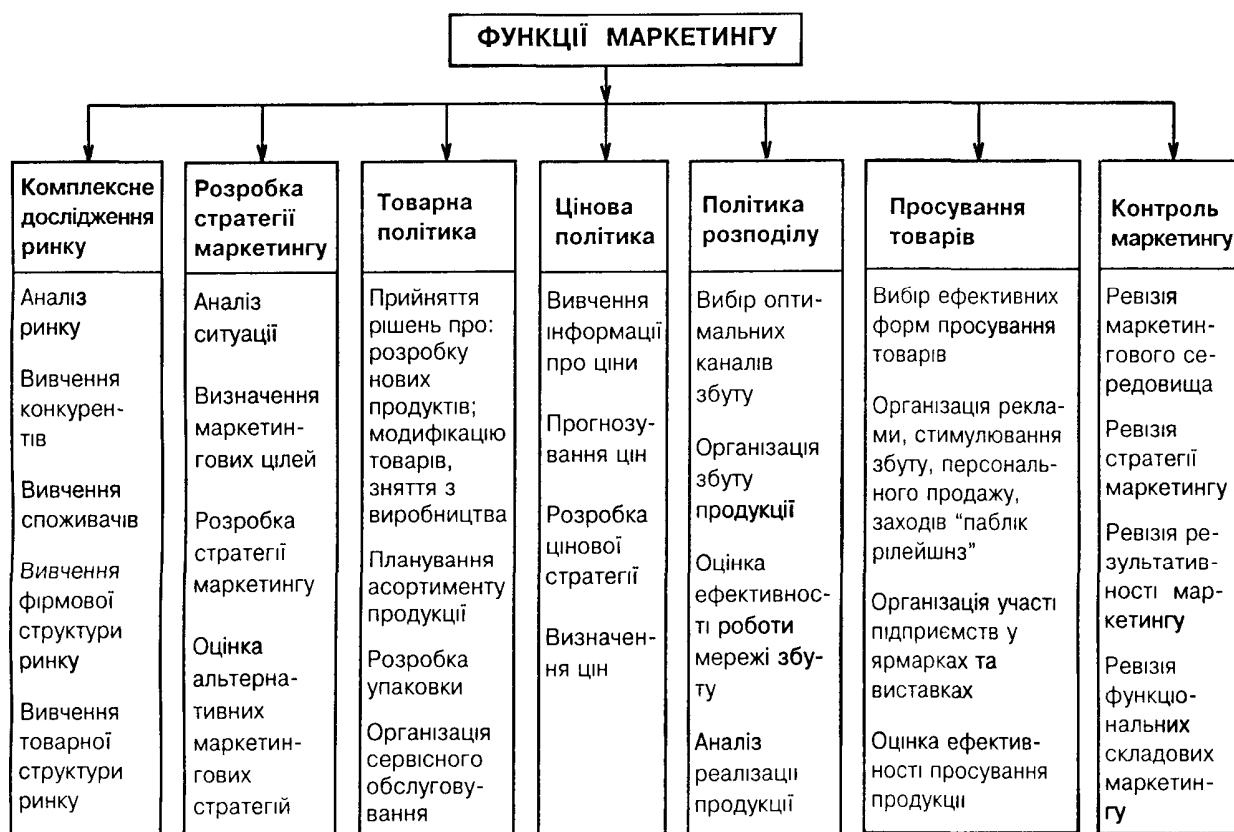 ФУНКЦІЇ МАРКЕТИНГУ
Комплексне
дослідження
ринку
Аналіз
ринку
Вивчення
конкурен-
тів
Вивчення
споживачів
Вивчення
фірмової
структури
ринку
Вивчення
товарної
структури
ринку
Розробка
стратегії
маркетингу
Аналіз
ситуації
Визначення
маркетин-
гових цілей
Розробка
стратегії
маркетингу
Оцінка
альтерна-
тивних
маркетин-
гових
стратегій
Товарна
політика
Прийняття
рішень про:
розробку
нових
продуктів;
модифікацію
товарів,
зняття з
виробництва
Планування
асортименту
продукції
Розробка
упаковки
Організація
сервісного
обслугову-
вання
Цінова
політика
Вивчення
інформації
про ціни
Прогнозу-
вання цін
Розробка
цінової
стратегії
Визначен-
ня цін
Політика
розподілу
Вибір опти-
мальних
каналів
збуту
Організація
збуту
продукції
Оцінка
ефективнос-
ті роботи
мережі збу-
ту
Аналіз
реалізації
продукції
Просування
товарів
Вибір ефективних
форм просування
товарів
Організація рекла-
ми, стимулювання
збуту, персональ-
ного продажу,
заходів “паблік
рілейшнз”
Організація участі
підприємств у
ярмарках та
виставках
Оцінка ефектив-
ності просування
продукції
Контроль
маркетингу
Ревізія
маркетин-
гового се-
редовища
Ревізія
стратегії
маркетингу
Ревізія ре-
зультатив-
ності мар-
кетингу
Ревізія
функціо-
нальних
складових
маркетин-
гу